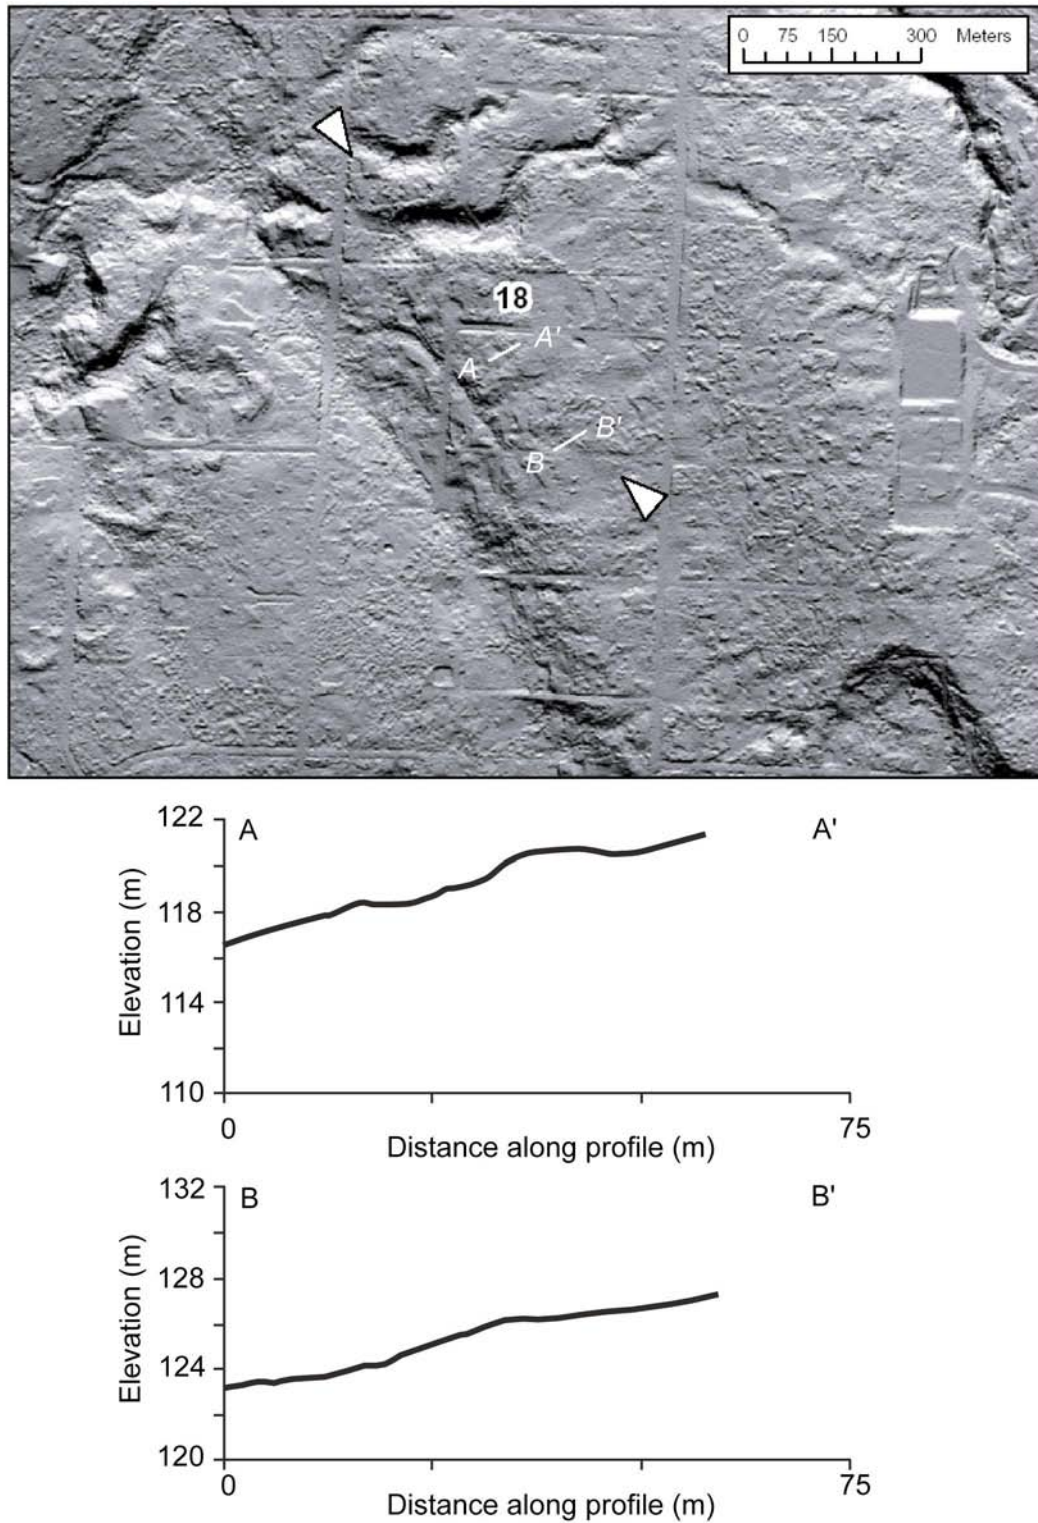 0 75 150 300 Meters
18
A A'
B B'
122 A A'
118
114
110
Elevation (m)
0 75
Distance along profile (m)
132 B B'
128
124
120
Elevation (m)
0 75
Distance along profile (m)